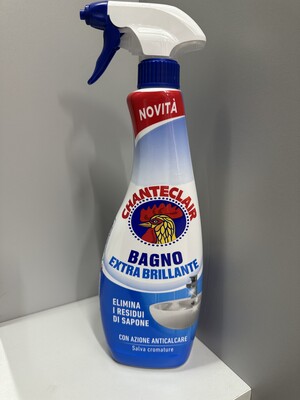 NOVITÀ
CHANTECLAIR
BAGNO
EXTRA BRILLANTE
ELIMINA
I RESIDUI
DI SAPONE
CON AZIONE ANTICALCARE
Salva cromature